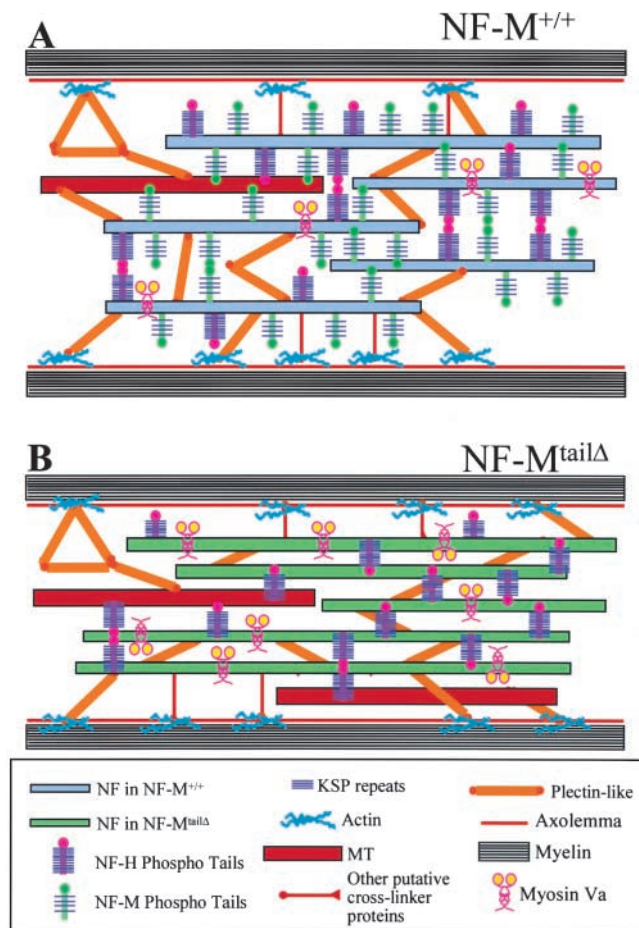 A
NF-M+/+
B
NF-MtailΔ
NF in NF-M+/+
NF in NF-MtailΔ
NF-H Phospho Tails
NF-M Phospho Tails
KSP repeats
Actin
MT
Other putative
cross-linker
proteins
Plectin-like
Axolemma
Myelin
Myosin Va